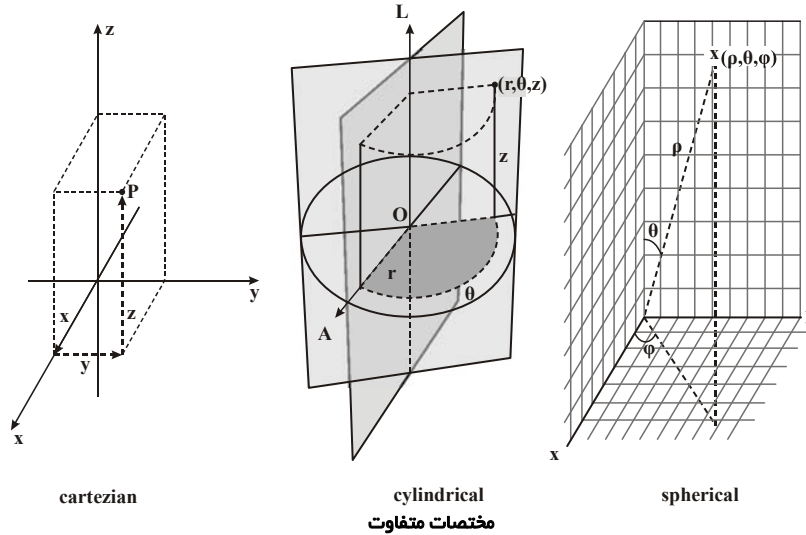 z
P
y
x
z
y
x
cartezian
L
(r,θ,z)
z
O
r
θ
A
cylindrical
x(ρ,θ,φ)
ρ
θ
φ
x
spherical
مختصات متفاوت